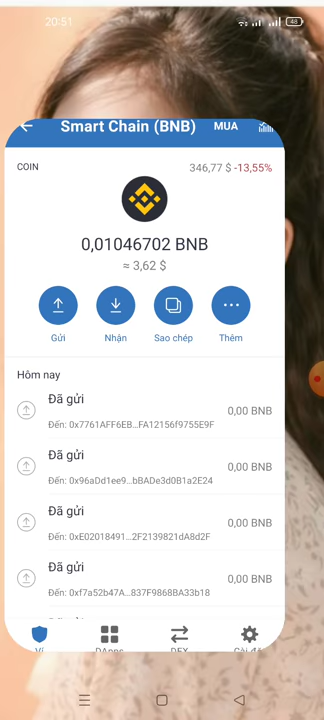 20:51
48
Smart Chain (BNB)
MUA
COIN
346,77 $ -13,55%
0,01046702 BNB
≈ 3,62 $
Gửi
Nhận
Sao chép
Thêm
Hôm nay
Đã gửi
0,00 BNB
Đến: 0x7761AFF6EB...FA12156f9755E9F
Đã gửi
0,00 BNB
Đến: 0x96aDd1ee9...bBADe3d0B1a2E24
Đã gửi
0,00 BNB
Đến: 0xE02018491...2F2139821dA8d2F
Đã gửi
0,00 BNB
Đến: 0xf7a52b47A...837F9868BA33b18
Ví
DApps
DEX
Cài đặt